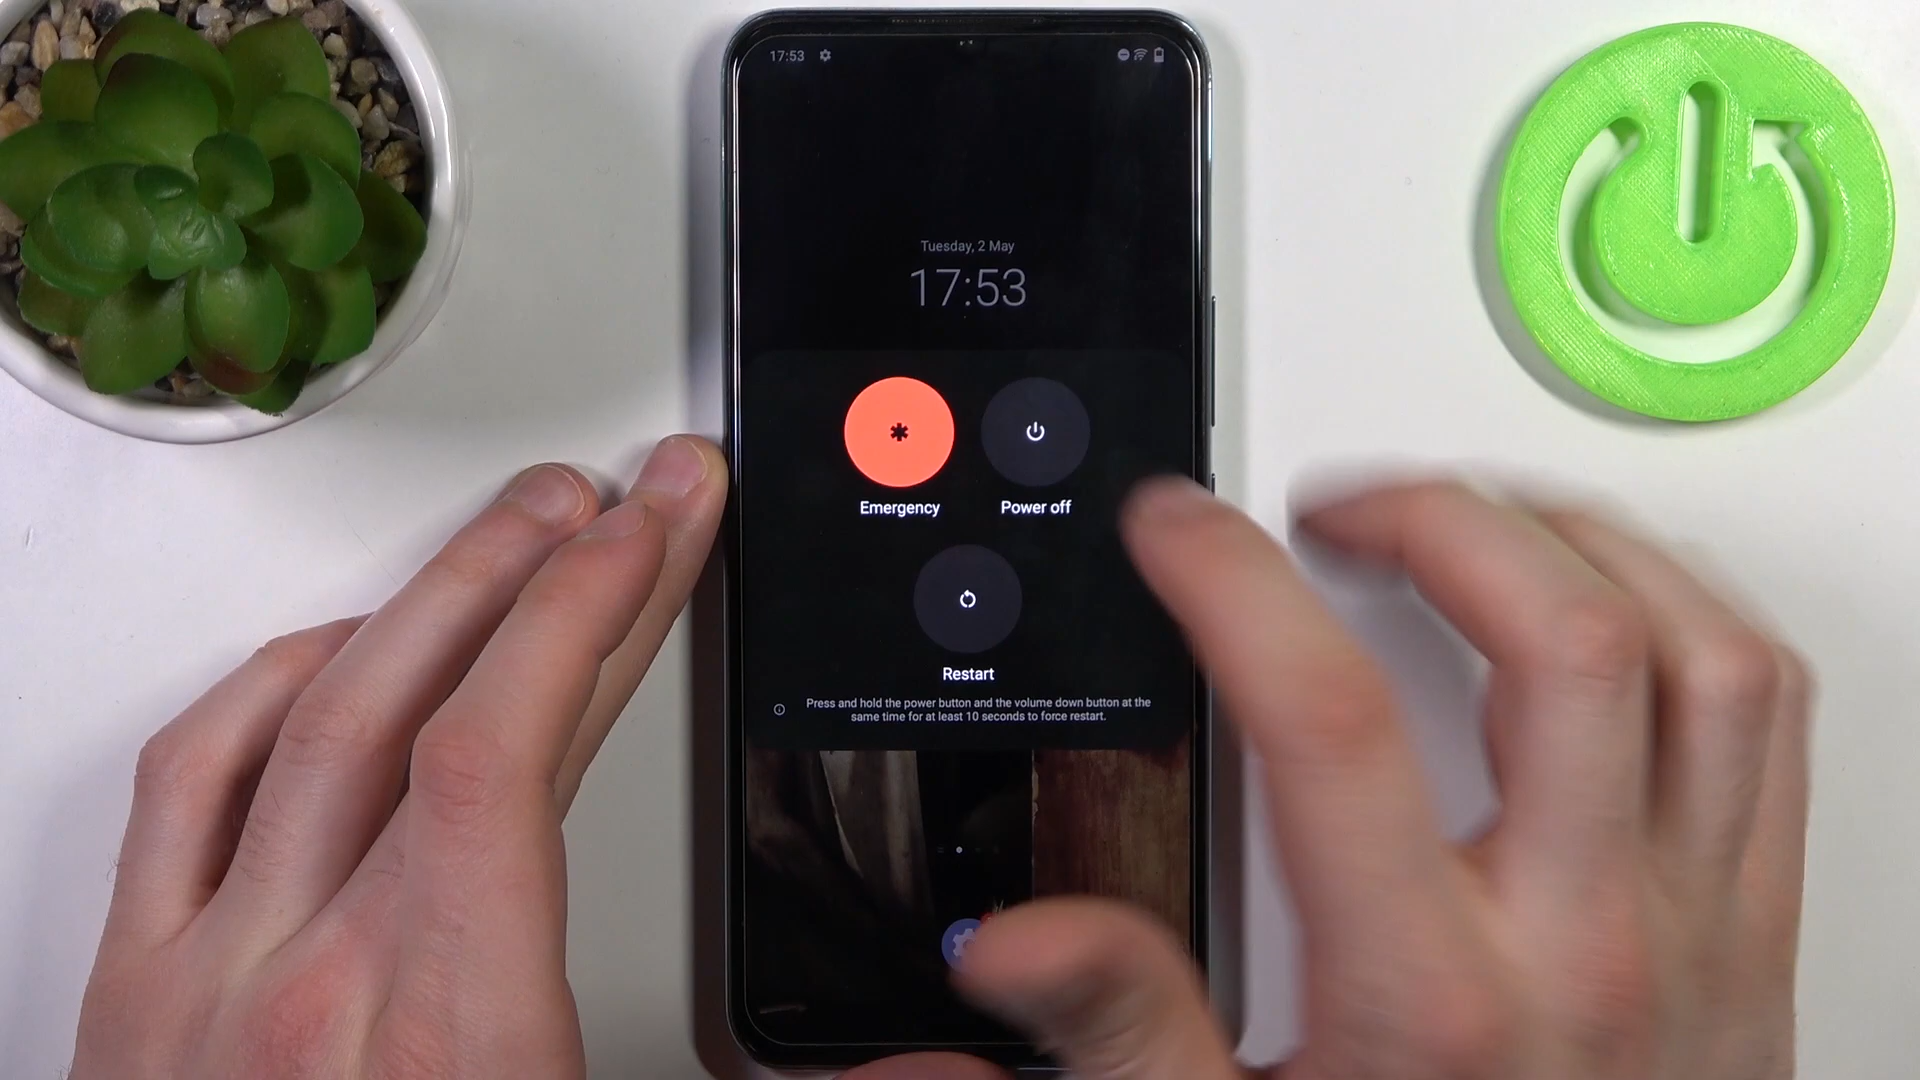 17:53
Tuesday, 2 May
17:53
Emergency
Power off
Restart
Press and hold the power button and the volume down button at the
same time for at least 10 seconds to force restart.